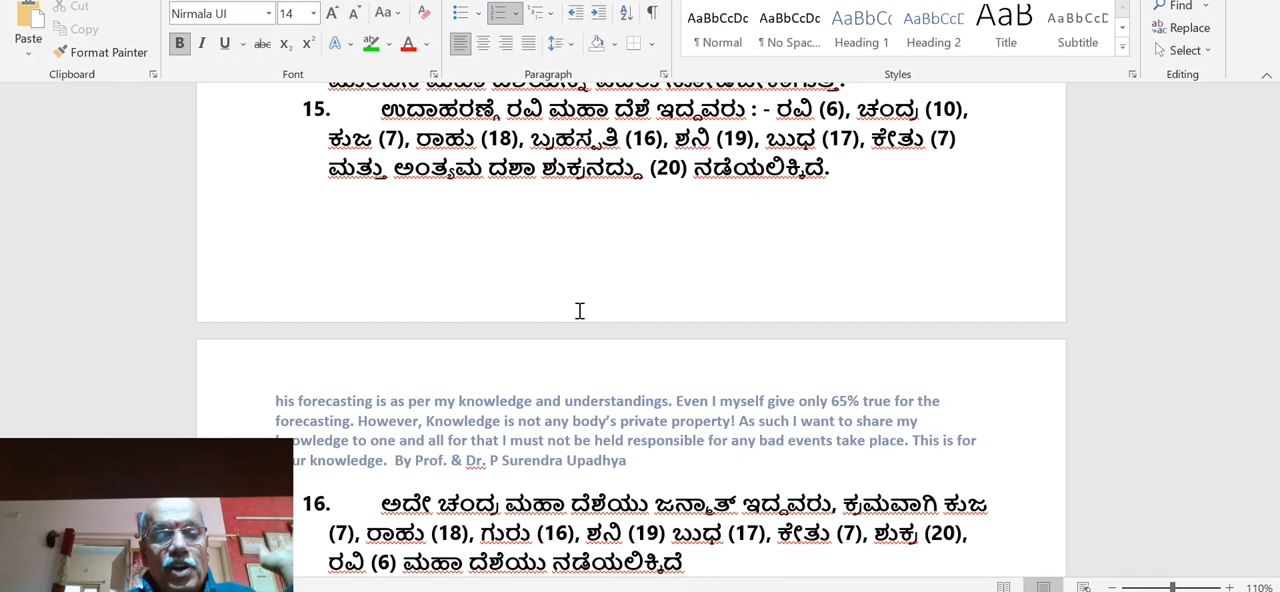 Cut
Find
Nirmala UI 14 Aa
AaBbCcDc AaBbCcDc AaBbCc AaBbCcD AaB AaBbCcD
Copy
Replace
Paste
Format Painter
B I U abc X₂ X² A A
¶ Normal ¶ No Spac... Heading 1 Heading 2 Title Subtitle
Select
Clipboard Font Paragraph Styles Editing
15. ಉದಾಹರಣೆ ರವಿ ಮಹಾ ದೆಶೆ ಇದ್ದವರು : - ರವಿ (6), ಚಂದ್ರ (10),
ಕುಜ (7), ರಾಹು (18), ಬ್ರಹಸ್ಪತಿ (16), ಶನಿ (19), ಬುಧ (17), ಕೇತು (7)
ಮತ್ತು ಅಂತ್ಯಮ ದಶಾ ಶುಕ್ರನದ್ದು (20) ನಡೆಯಲಿಕ್ಕಿದೆ.
his forecasting is as per my knowledge and understandings. Even I myself give only 65% true for the
forecasting. However, Knowledge is not any body's private property! As such I want to share my
knowledge to one and all for that I must not be held responsible for any bad events take place. This is for
ur knowledge. By Prof. & Dr. P Surendra Upadhya
16. ಅದೇ ಚಂದ್ರ ಮಹಾ ದೆಶೆಯು ಜನ್ಮಾತ್ ಇದ್ದವರು, ಕ್ರಮವಾಗಿ ಕುಜ
(7), ರಾಹು (18), ಗುರು (16), ಶನಿ (19) ಬುಧ (17), ಕೇತು (7), ಶುಕ್ರ (20),
ರವಿ (6) ಮಹಾ ದೆಶೆಯು ನಡೆಯಲಿಕ್ಕಿದೆ
110%